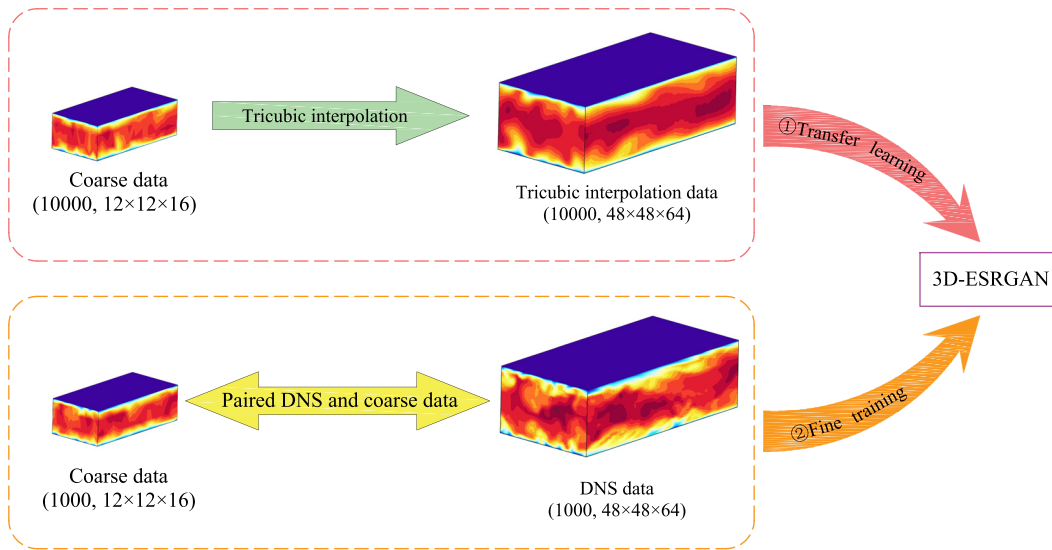 Tricubic interpolation
Coarse data
(10000, 12×12×16)
Tricubic interpolation data
(10000, 48×48×64)
①Transfer learning
3D-ESRGAN
Paired DNS and coarse data
Coarse data
(1000, 12×12×16)
DNS data
(1000, 48×48×64)
②Fine training